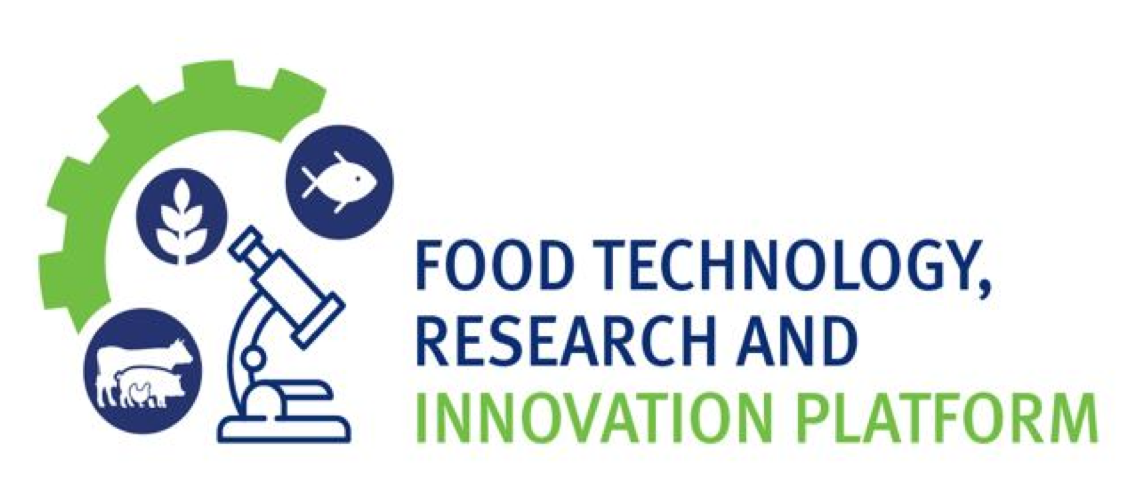 FOOD TECHNOLOGY,
RESEARCH AND
INNOVATION PLATFORM